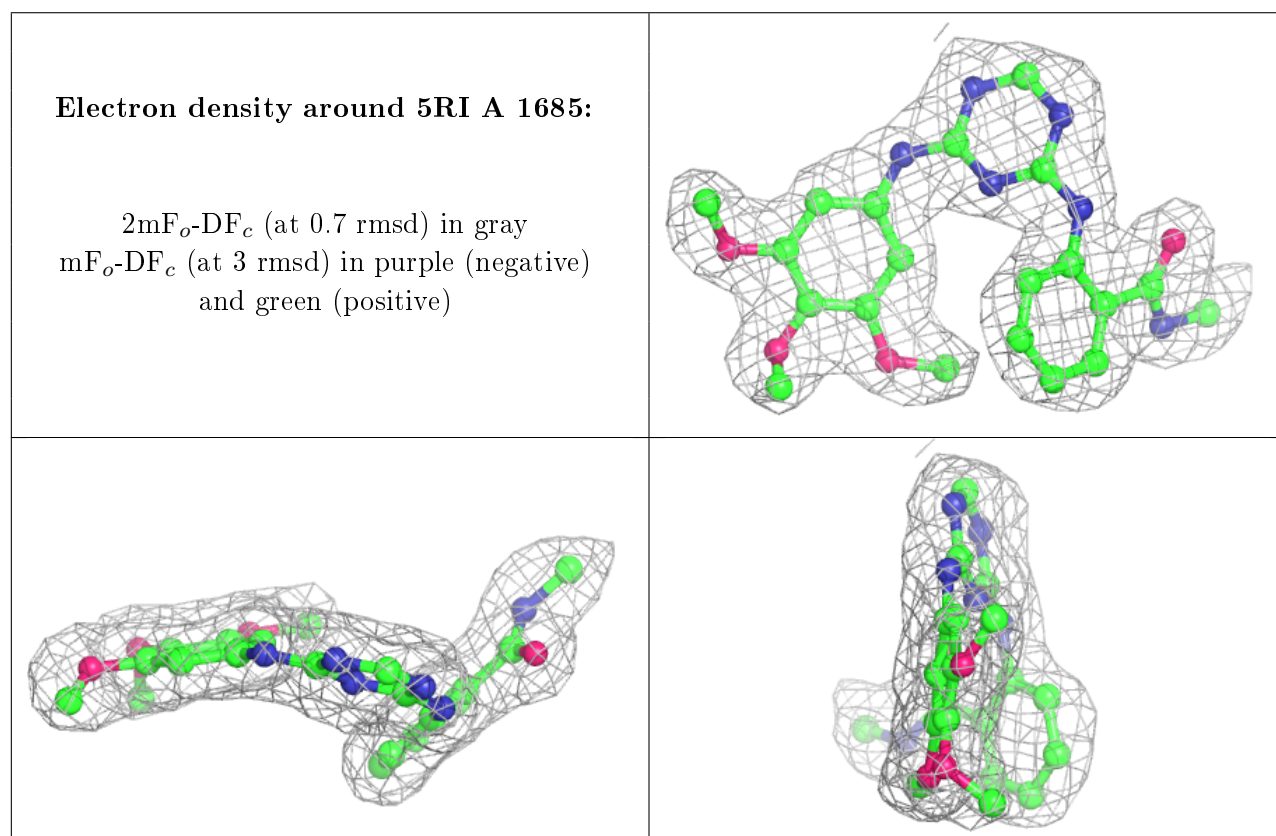 Electron density around 5RI A 1685:
2mFₒ-DF𝒸 (at 0.7 rmsd) in gray
mFₒ-DF𝒸 (at 3 rmsd) in purple (negative)
and green (positive)